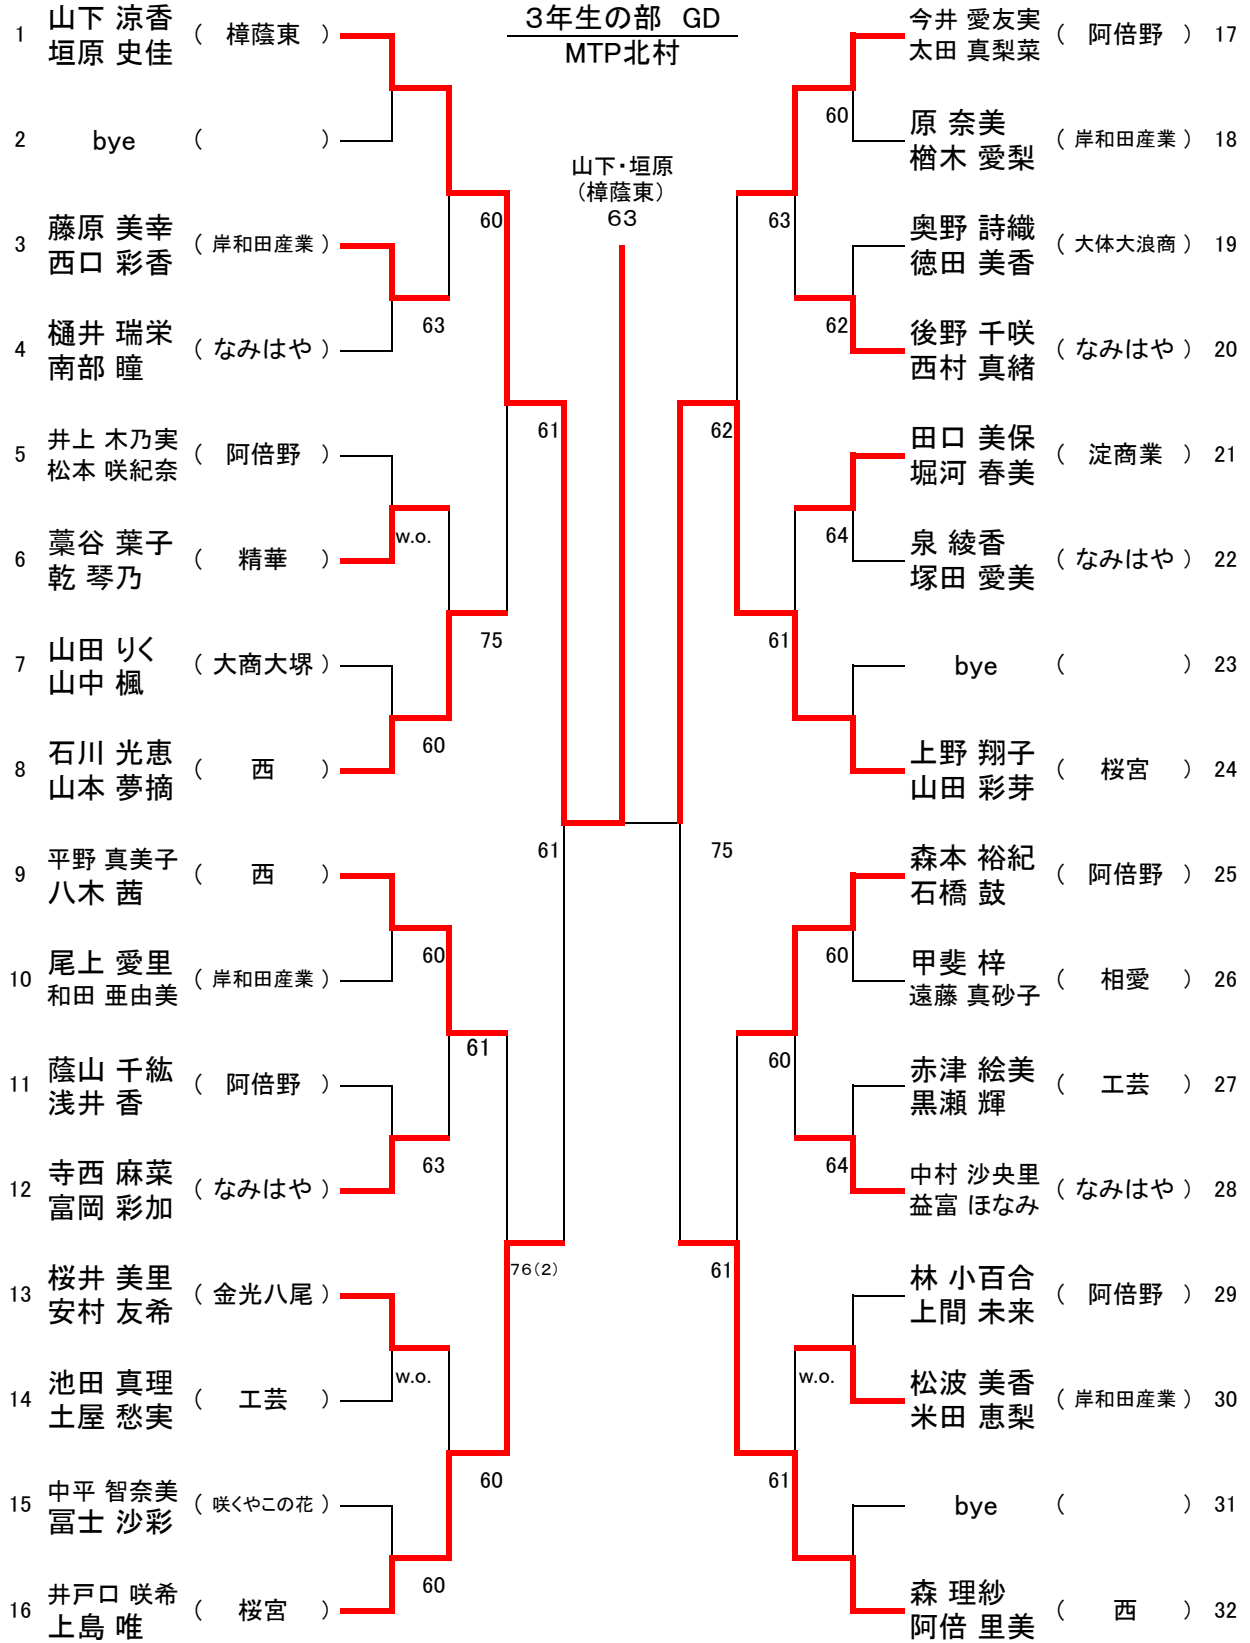 3年生の部 GD
MTP北村
山下・垣原
(樟蔭東)
63
1 山下 涼香 ( 樟蔭東 )
垣原 史佳
2 bye ( )
3 藤原 美幸 ( 岸和田産業 )
西口 彩香
4 樋井 瑞栄 ( なみはや )
南部 瞳
5 井上 木乃実 ( 阿倍野 )
松本 咲紀奈
6 藁谷 葉子 ( 精華 )
乾 琴乃
7 山田 りく ( 大商大堺 )
山中 楓
8 石川 光恵 ( 西 )
山本 夢摘
9 平野 真美子 ( 西 )
八木 茜
10 尾上 愛里 ( 岸和田産業 )
和田 亜由美
11 蔭山 千紘 ( 阿倍野 )
浅井 香
12 寺西 麻菜 ( なみはや )
富岡 彩加
13 桜井 美里 ( 金光八尾 )
安村 友希
14 池田 真理 ( 工芸 )
土屋 愁実
15 中平 智奈美 ( 咲くやこの花 )
冨士 沙彩
16 井戸口 咲希 ( 桜宮 )
上島 唯
60
63
61
w.o.
75
60
61
60
61
63
76(2)
w.o.
60
60
今井 愛友実 ( 阿倍野 ) 17
太田 真梨菜
原 奈美 ( 岸和田産業 ) 18
楢木 愛梨
奥野 詩織 ( 大体大浪商 ) 19
徳田 美香
後野 千咲 ( なみはや ) 20
西村 真緒
田口 美保 ( 淀商業 ) 21
堀河 春美
泉 綾香 ( なみはや ) 22
塚田 愛美
bye ( ) 23
上野 翔子 ( 桜宮 ) 24
山田 彩芽
森本 裕紀 ( 阿倍野 ) 25
石橋 鼓
甲斐 梓 ( 相愛 ) 26
遠藤 真砂子
赤津 絵美 ( 工芸 ) 27
黒瀬 輝
中村 沙央里 ( なみはや ) 28
益富 ほなみ
林 小百合 ( 阿倍野 ) 29
上間 未来
松波 美香 ( 岸和田産業 ) 30
米田 恵梨
bye ( ) 31
森 理紗 ( 西 ) 32
阿倍 里美
60
63
62
62
64
61
75
60
60
64
61
w.o.
61